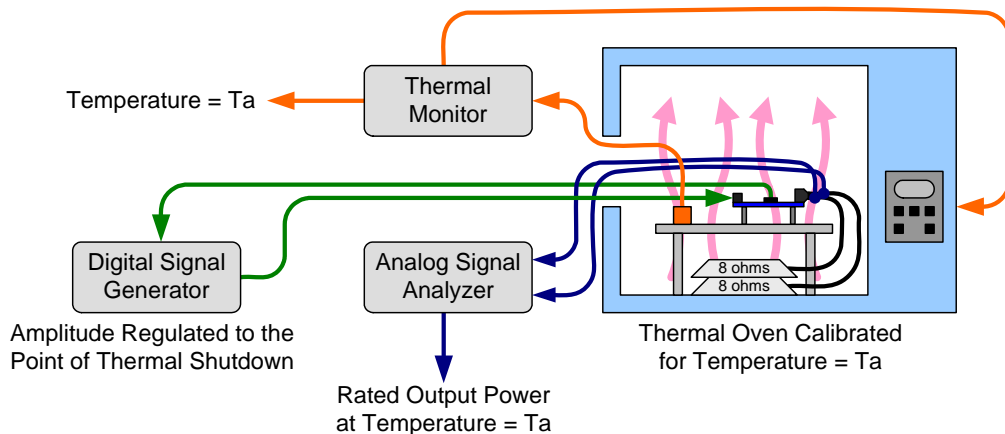 Thermal
Monitor
Temperature = Ta
Digital Signal
Generator
Analog Signal
Analyzer
8 ohms
8 ohms
Amplitude Regulated to the
Point of Thermal Shutdown
Thermal Oven Calibrated
for Temperature = Ta
Rated Output Power
at Temperature = Ta